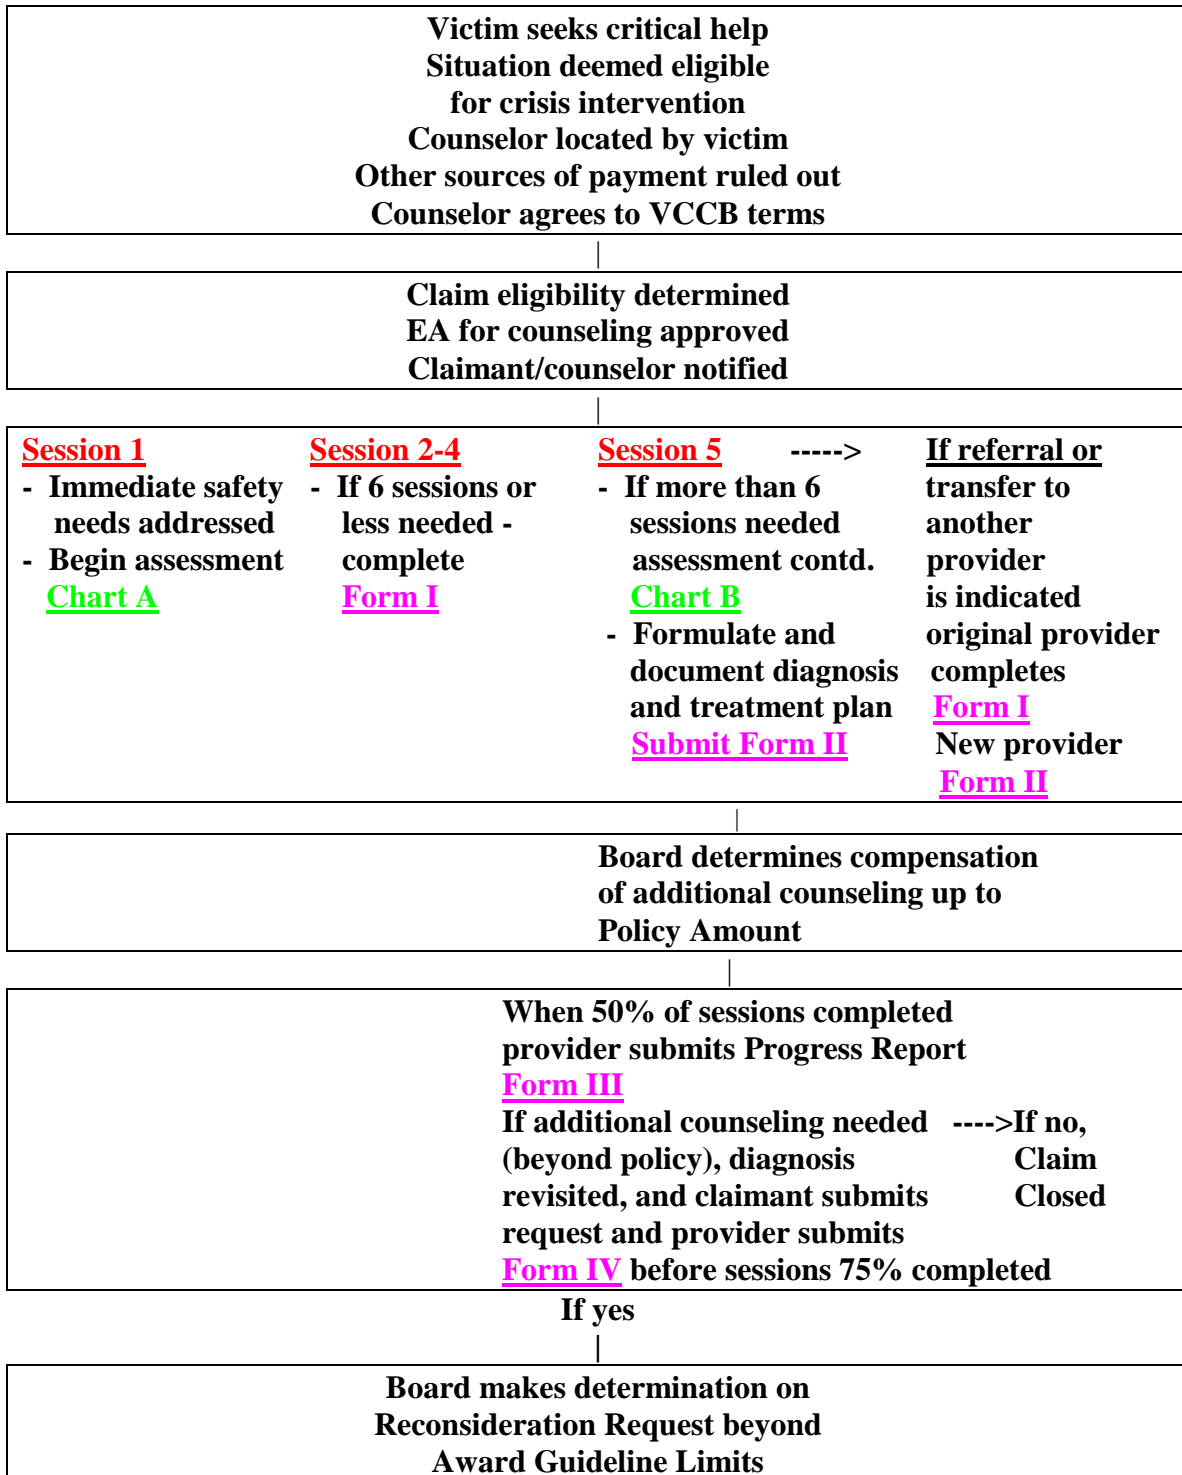 Victim seeks critical help
Situation deemed eligible
for crisis intervention
Counselor located by victim
Other sources of payment ruled out
Counselor agrees to VCCB terms
|
Claim eligibility determined
EA for counseling approved
Claimant/counselor notified
|
Session 1
- Immediate safety
needs addressed
- Begin assessment
Chart A
Session 2-4
- If 6 sessions or
less needed -
complete
Form I
Session 5 ----->
- If more than 6
sessions needed
assessment contd.
Chart B
- Formulate and
document diagnosis
and treatment plan
Submit Form II
If referral or
transfer to
another
provider
is indicated
original provider
completes
Form I
New provider
Form II
|
Board determines compensation
of additional counseling up to
Policy Amount
|
When 50% of sessions completed
provider submits Progress Report
Form III
If additional counseling needed ---->If no,
(beyond policy), diagnosis Claim
revisited, and claimant submits Closed
request and provider submits
Form IV before sessions 75% completed
If yes
|
Board makes determination on
Reconsideration Request beyond
Award Guideline Limits